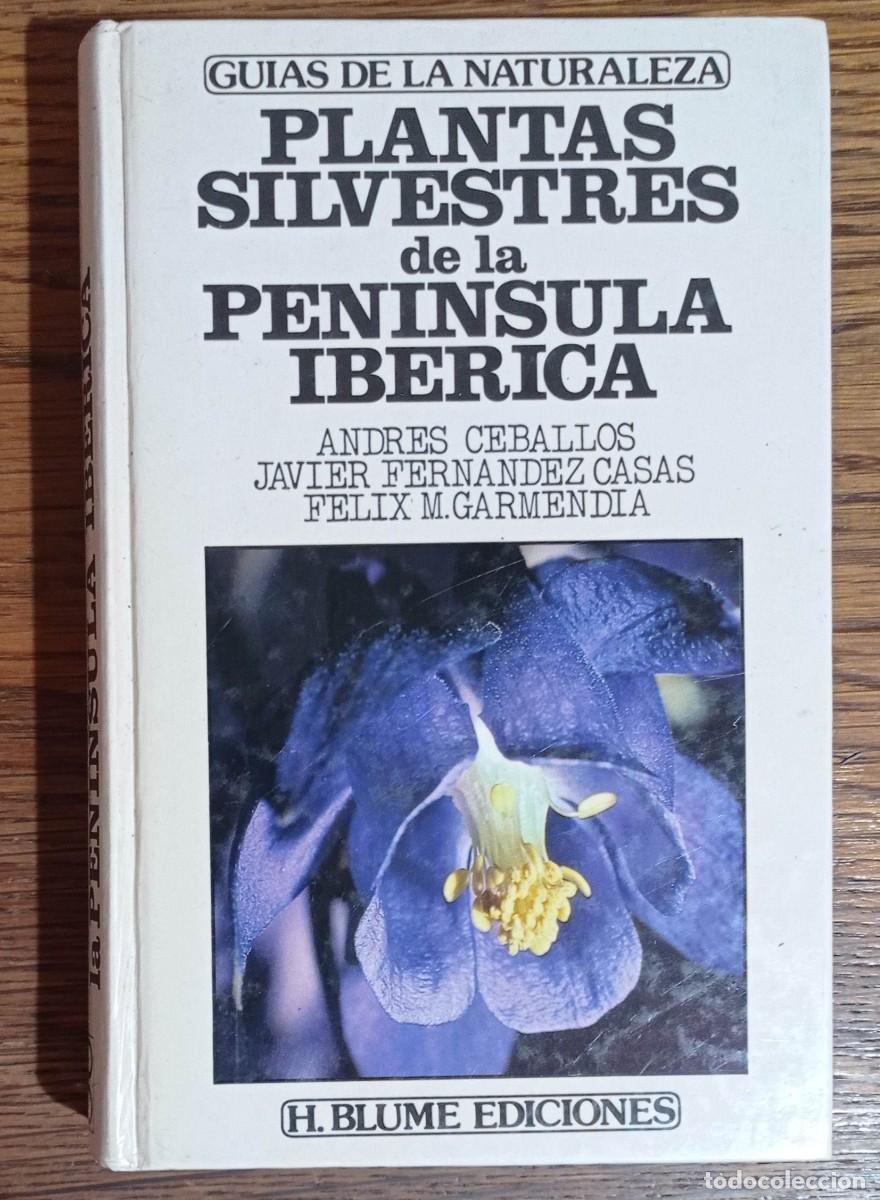 GUIAS DE LA NATURALEZA
PLANTAS
SILVESTRES
de la
PENINSULA
IBERICA
ANDRES CEBALLOS
JAVIER FERNANDEZ CASAS
FELIX M. GARMENDIA
H. BLUME EDICIONES
la PENINSULA IBERICA
todocoleccion